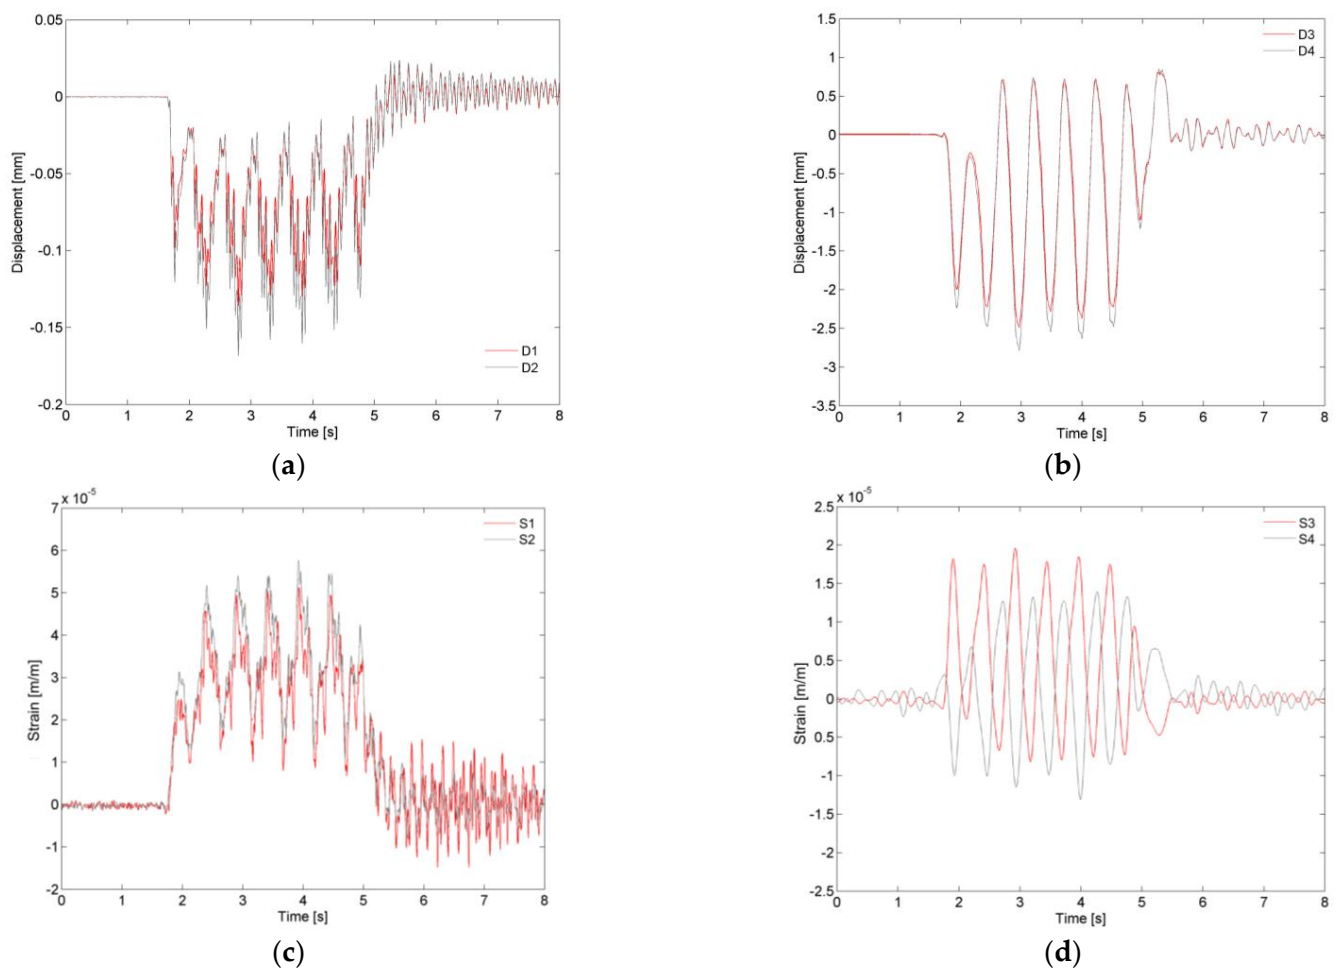 0.05
0
-0.05
-0.1
-0.15
-0.2
Displacement [mm]
D1
D2
0 1 2 3 4 5 6 7 8
Time [s]
(a)
1.5
1
0.5
0
-0.5
-1
-1.5
-2
-2.5
-3
-3.5
Displacement [mm]
D3
D4
0 1 2 3 4 5 6 7 8
Time [s]
(b)
x 10⁻⁵
7
6
5
4
3
2
1
0
-1
-2
Strain [m/m]
S1
S2
0 1 2 3 4 5 6 7 8
Time [s]
(c)
x 10⁻⁵
2.5
2
1.5
1
0.5
0
0.5
-1
-1.5
-2
-2.5
Strain [m/m]
S3
S4
0 1 2 3 4 5 6 7 8
Time [s]
(d)